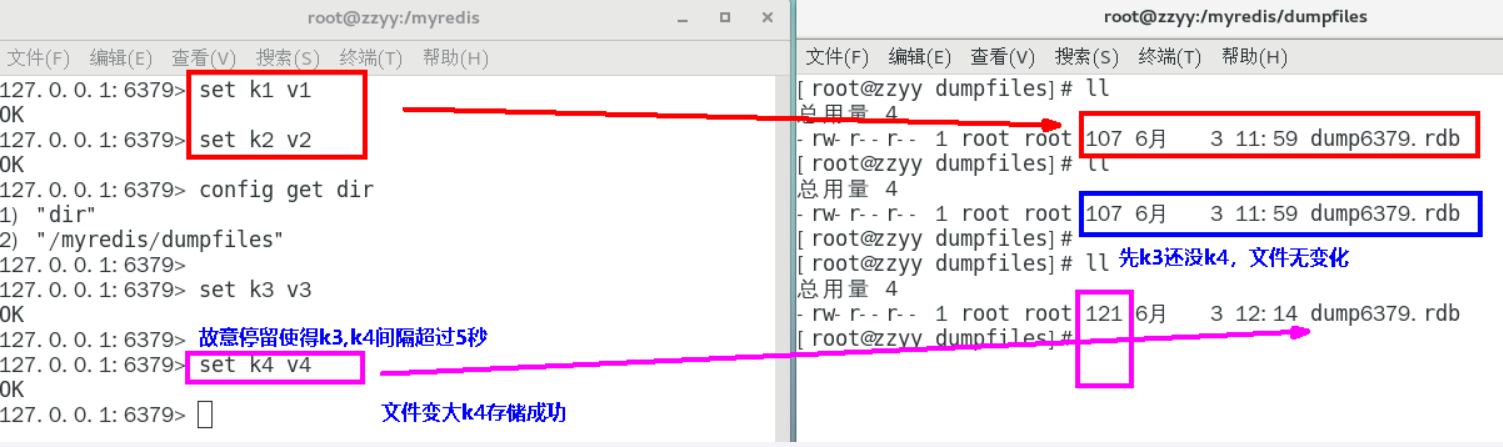 root@zzyy:/myredis
文件(F) 编辑(E) 查看(V) 搜索(S) 终端(T) 帮助(H)
127.0.0.1:6379> set k1 v1
OK
127.0.0.1:6379> set k2 v2
OK
127.0.0.1:6379> config get dir
1) "dir"
2) "/myredis/dumpfiles"
127.0.0.1:6379>
127.0.0.1:6379> set k3 v3
OK
127.0.0.1:6379> 故意停留使得k3,k4间隔超过5秒
127.0.0.1:6379> set k4 v4
OK
127.0.0.1:6379>
文件变大k4存储成功
root@zzyy:/myredis/dumpfiles
文件(F) 编辑(E) 查看(V) 搜索(S) 终端(T) 帮助(H)
[root@zzyy dumpfiles]# ll
总用量 4
-rw-r--r-- 1 root root 107 6月 3 11:59 dump6379.rdb
[root@zzyy dumpfiles]# ll
总用量 4
-rw-r--r-- 1 root root 107 6月 3 11:59 dump6379.rdb
[root@zzyy dumpfiles]#
[root@zzyy dumpfiles]# ll 先k3还没k4，文件无变化
总用量 4
-rw-r--r-- 1 root root 121 6月 3 12:14 dump6379.rdb
[root@zzyy dumpfiles]#